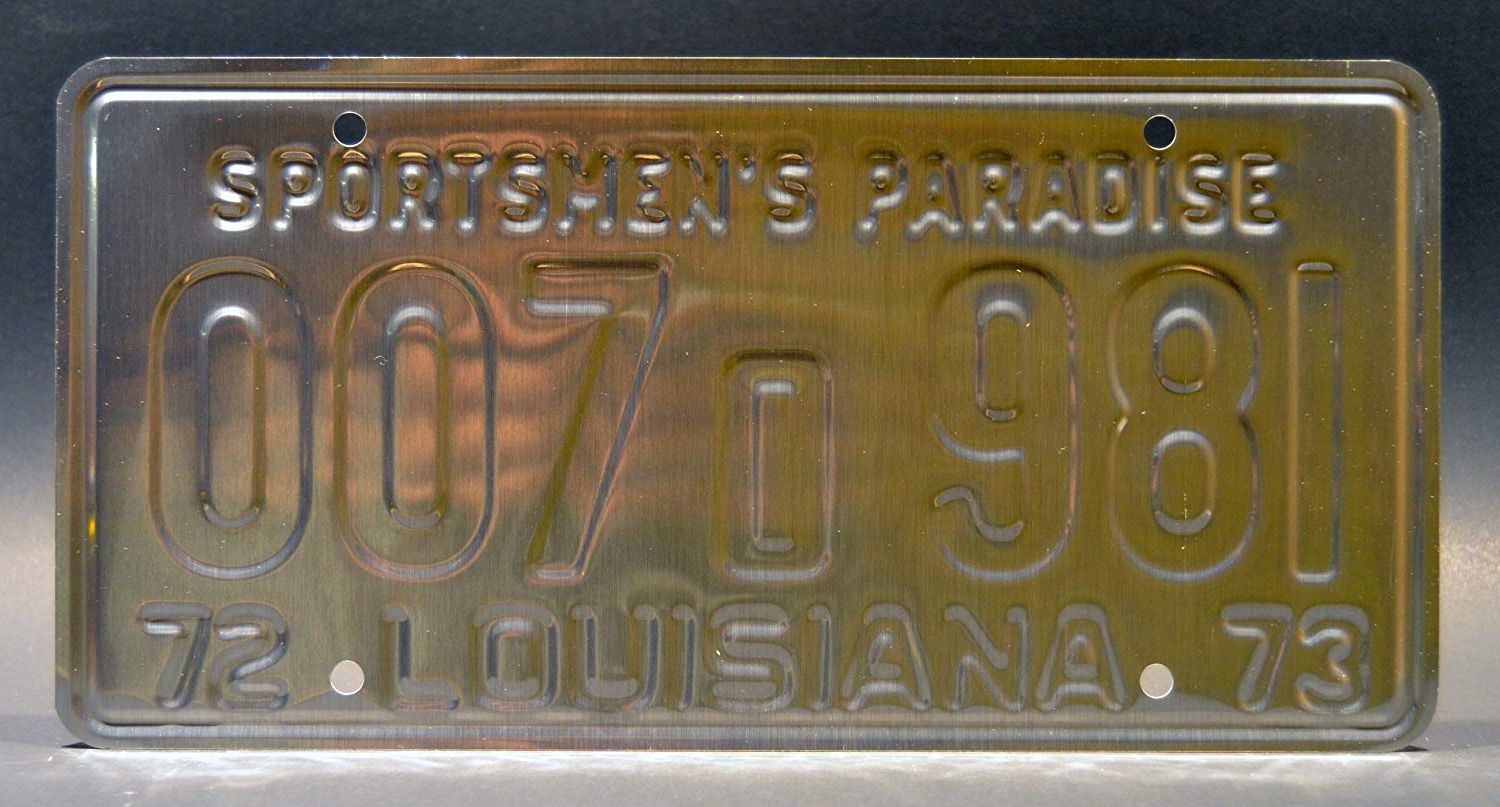 SPORTSMEN'S PARADISE
007 0 981
72 LOUISIANA 73